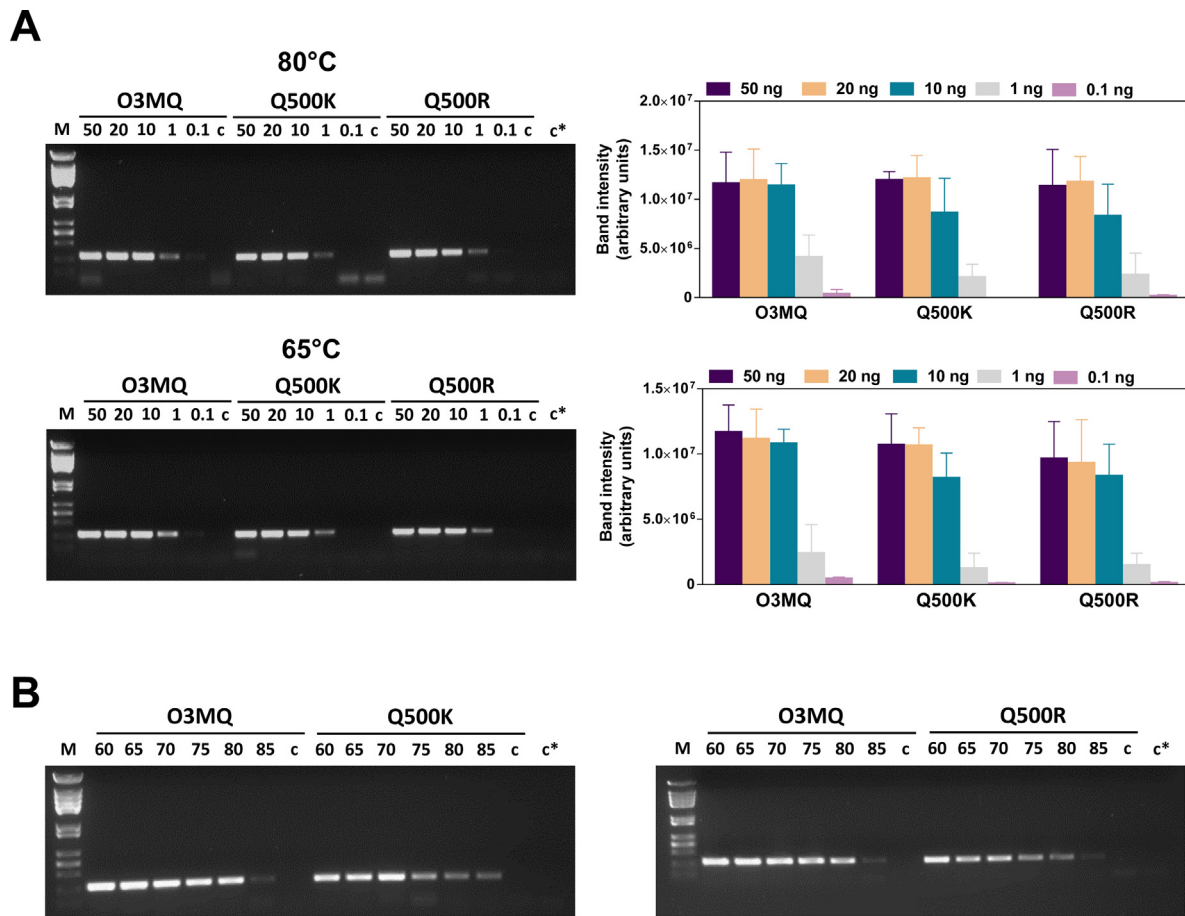 A
80°C
O3MQ Q500K Q500R
M 50 20 10 1 0.1 c 50 20 10 1 0.1 c 50 20 10 1 0.1 c c*
50 ng 20 ng 10 ng 1 ng 0.1 ng
Band intensity
(arbitrary units)
2.0×10⁷
1.5×10⁷
1.0×10⁷
5.0×10⁶
0
O3MQ Q500K Q500R
65°C
O3MQ Q500K Q500R
M 50 20 10 1 0.1 c 50 20 10 1 0.1 c 50 20 10 1 0.1 c c*
50 ng 20 ng 10 ng 1 ng 0.1 ng
Band intensity
(arbitrary units)
1.5×10⁷
1.0×10⁷
5.0×10⁶
0
O3MQ Q500K Q500R
B
O3MQ Q500K
M 60 65 70 75 80 85 c 60 65 70 75 80 85 c c*
O3MQ Q500R
M 60 65 70 75 80 85 c 60 65 70 75 80 85 c c*